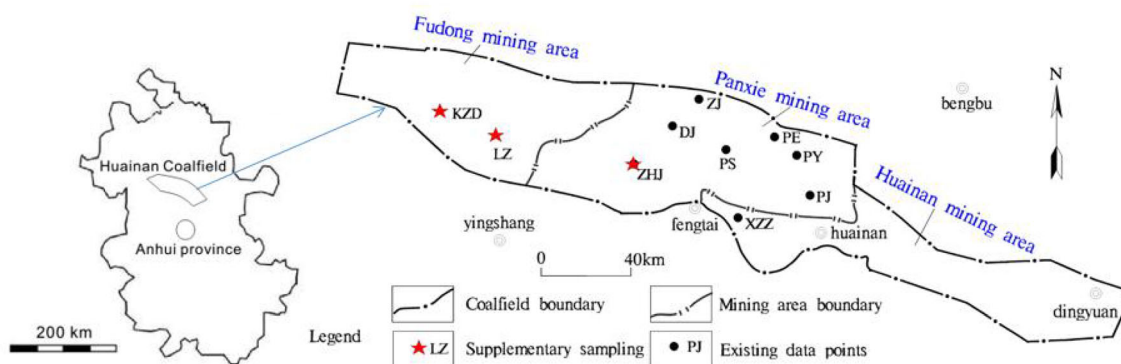 Fudong mining area
Panxie mining area
Huainan mining area
N
bengbu
KZD
LZ
ZHJ
ZJ
DJ
PS
PE
PY
PJ
XZZ
Huainan Coalfield
Anhui province
yingshang
fengtai
huainan
dingyuan
0 40km
200 km
Legend
Coalfield boundary
Mining area boundary
LZ Supplementary sampling
PJ Existing data points